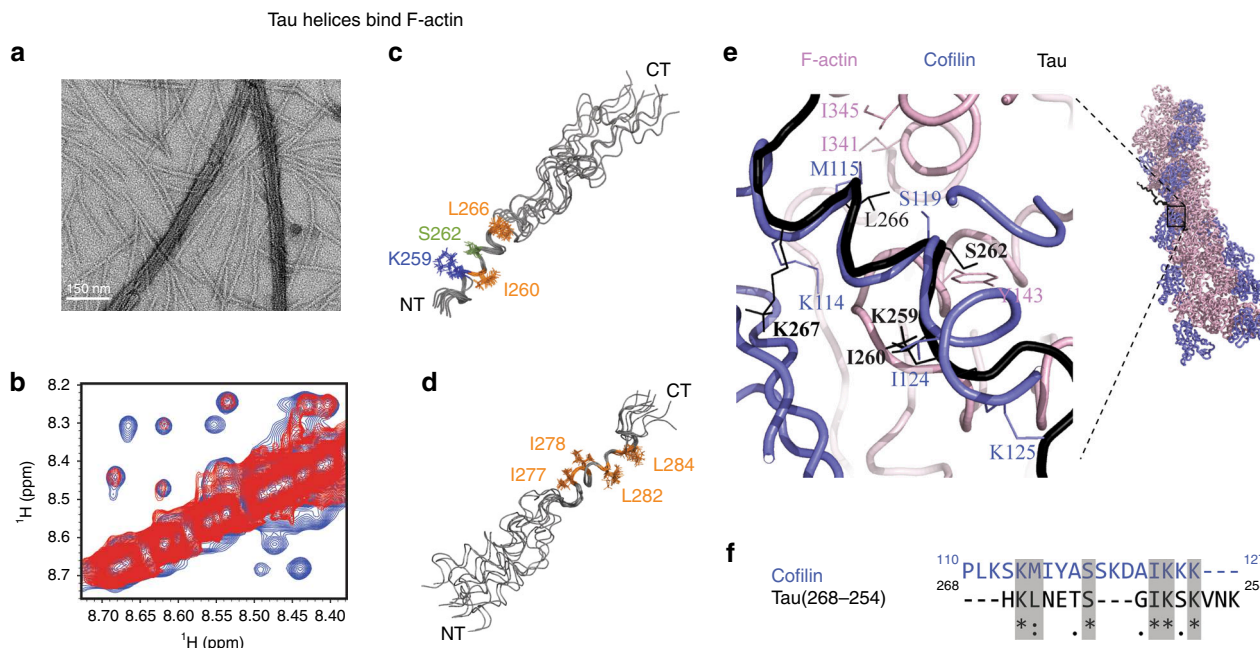 Tau helices bind F-actin
a
150 nm
b
8.2
8.3
8.4
8.5
8.6
8.7
¹H (ppm)
8.70 8.65 8.60 8.55 8.50 8.45 8.40
¹H (ppm)
c
CT
L266
S262
K259
I260
NT
d
CT
I278
I277
L284
L282
NT
e
F-actin Cofilin Tau
I345
I341
M115
S119
L266
S262
Y143
K114
K259
K267
I260
I124
K125
f
Cofilin 110 PLKSKMIYASSKDAIKKK--- 127
Tau(268–254) 268 ---HKLNETS---GIKSKVNK 25
*: . * . **.*